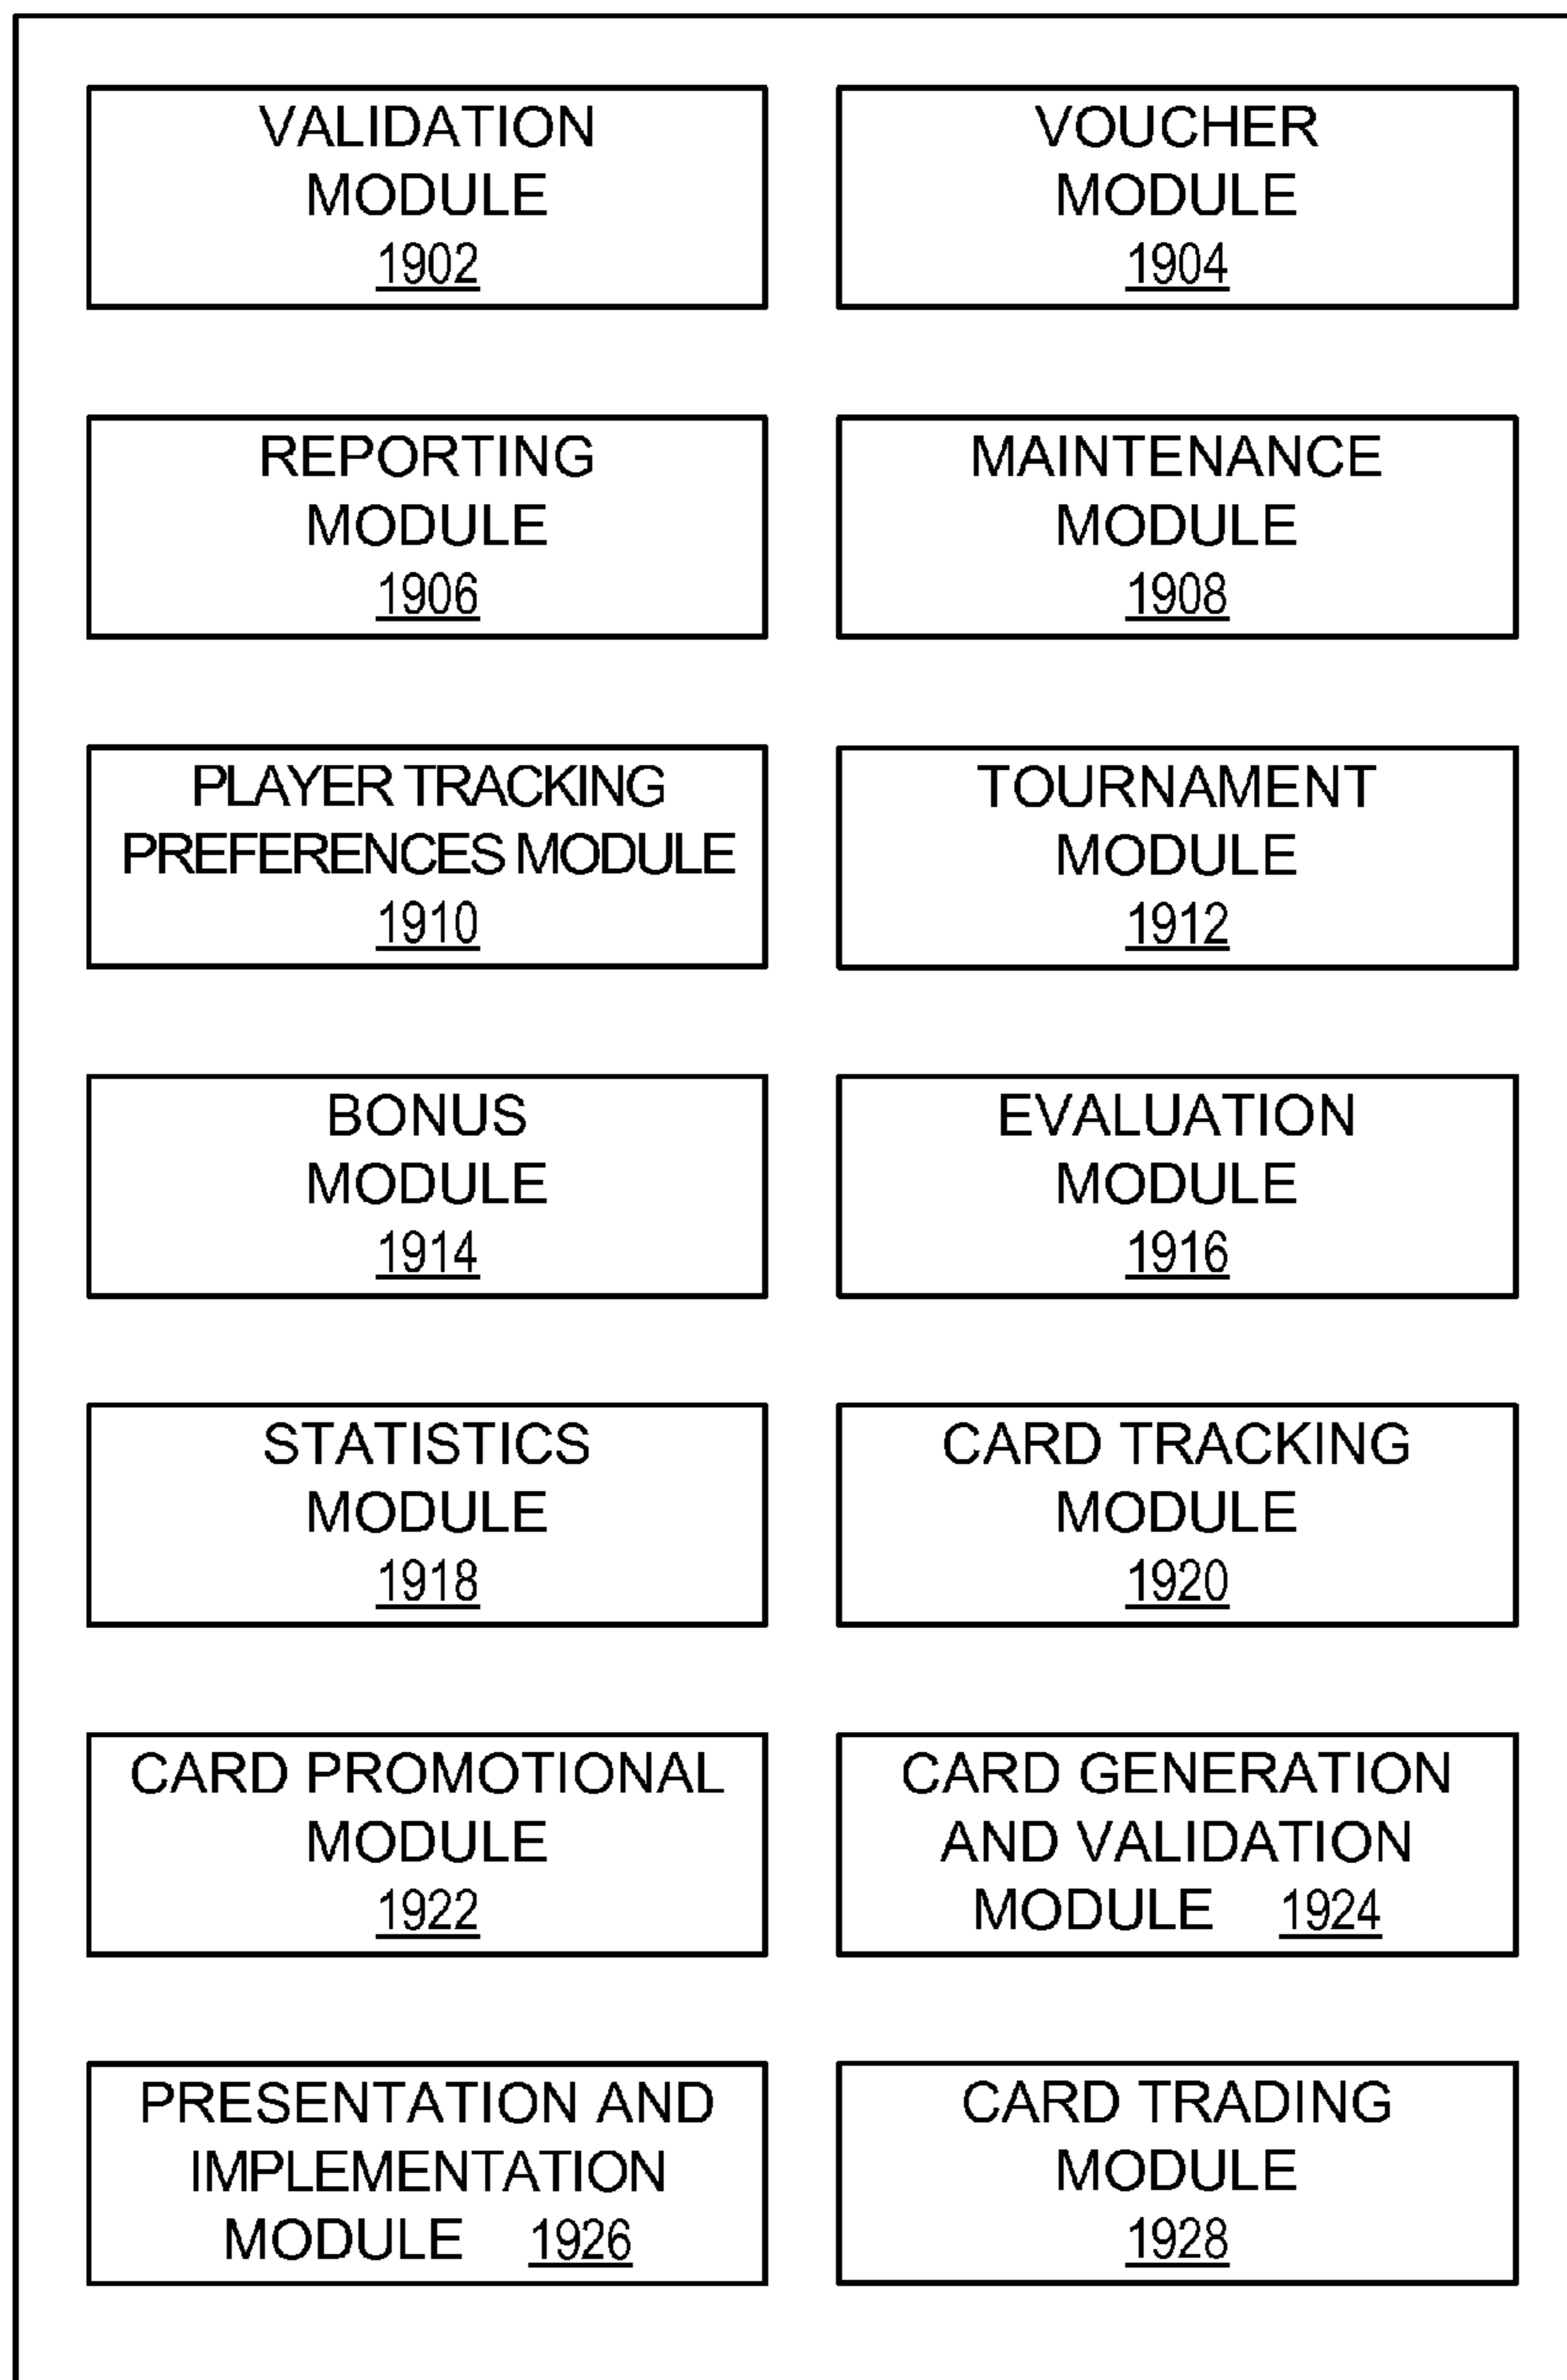 VALIDATION
MODULE
1902
VOUCHER
MODULE
1904
REPORTING
MODULE
1906
MAINTENANCE
MODULE
1908
PLAYER TRACKING
PREFERENCES MODULE
1910
TOURNAMENT
MODULE
1912
BONUS
MODULE
1914
EVALUATION
MODULE
1916
STATISTICS
MODULE
1918
CARD TRACKING
MODULE
1920
CARD PROMOTIONAL
MODULE
1922
CARD GENERATION
AND VALIDATION
MODULE 1924
PRESENTATION AND
IMPLEMENTATION
MODULE 1926
CARD TRADING
MODULE
1928